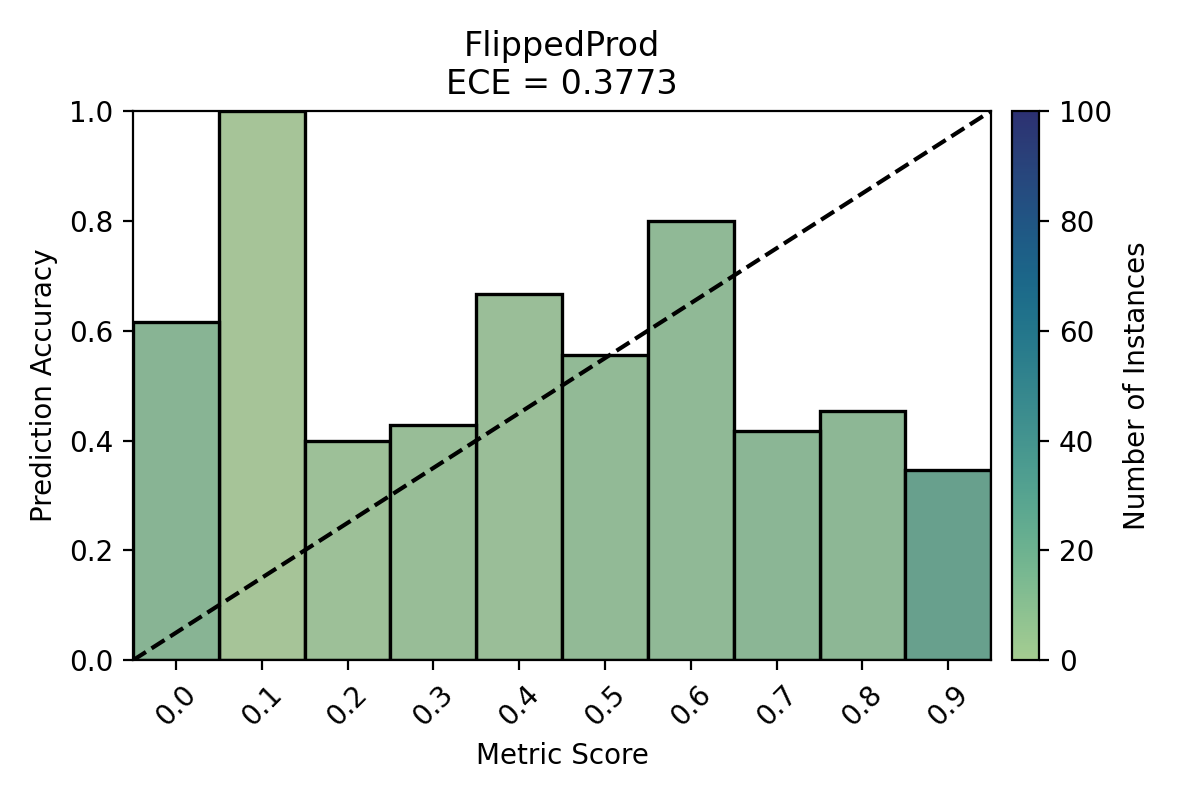 FlippedProd
ECE = 0.3773
1.0
0.8
0.6
0.4
0.2
0.0
Prediction Accuracy
0.0 0.1 0.2 0.3 0.4 0.5 0.6 0.7 0.8 0.9
Metric Score
100
80
60
40
20
0
Number of Instances